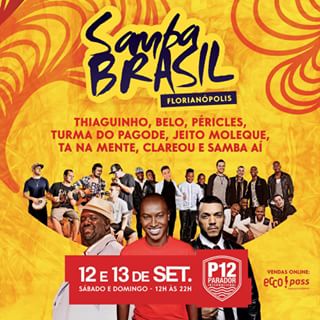 Samba
BRASIL
FLORIANÓPOLIS
THIAGUINHO, BELO, PÉRICLES,
TURMA DO PAGODE, JEITO MOLEQUE,
TA NA MENTE, CLAREOU E SAMBA AÍ
12 E 13 DE SET.
SÁBADO E DOMINGO - 12H ÀS 22H
P12
PARADOR
VENDAS ONLINE:
ecco pass